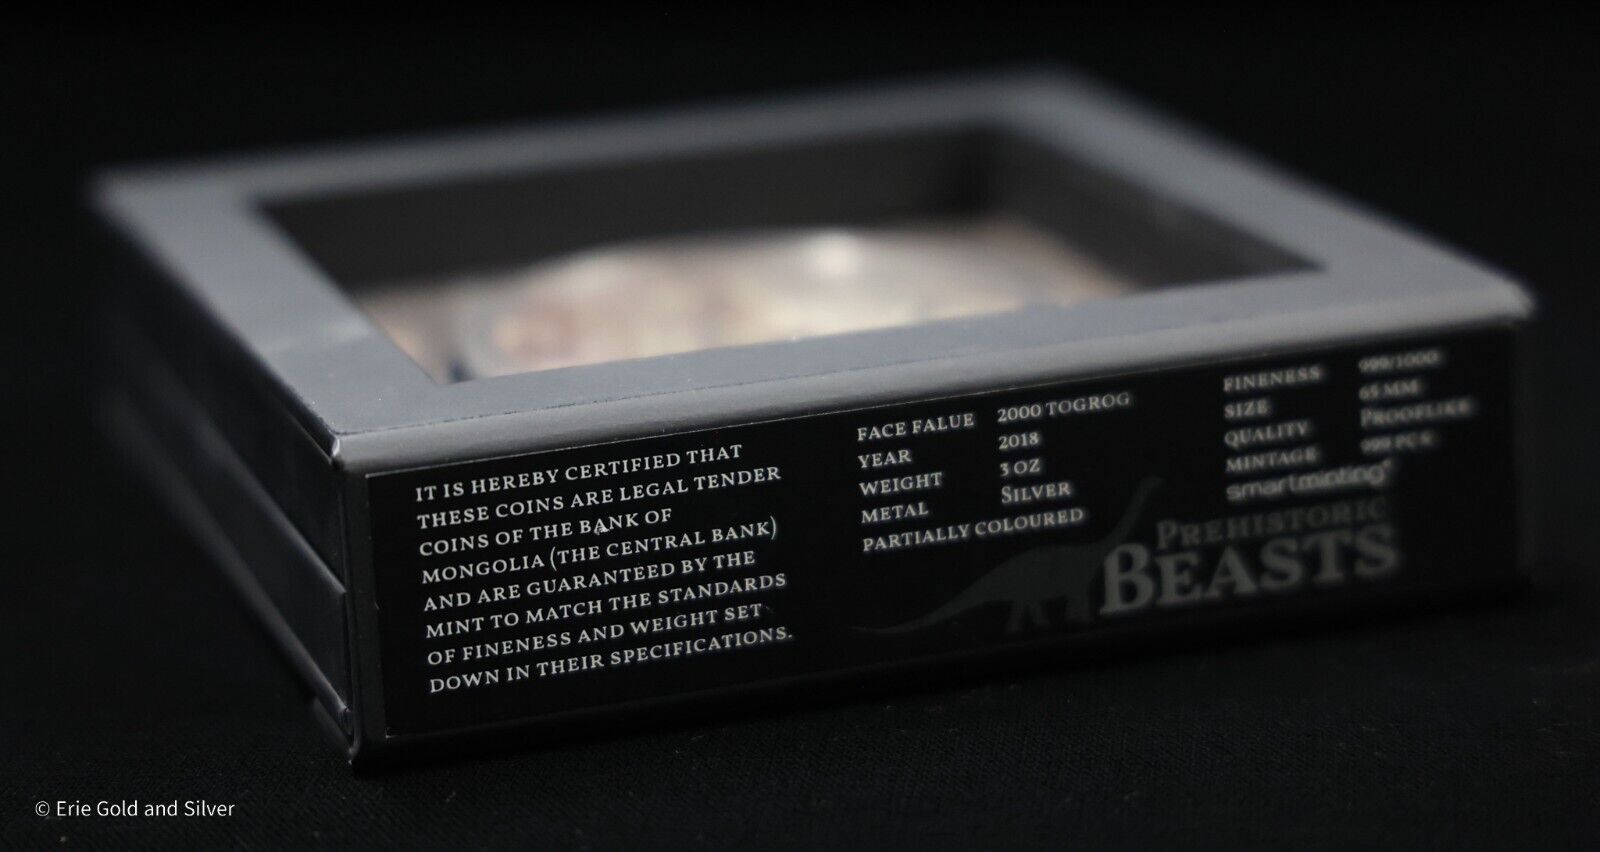 IT IS HEREBY CERTIFIED THAT
THESE COINS ARE LEGAL TENDER
COINS OF THE BANK OF
MONGOLIA (THE CENTRAL BANK)
AND ARE GUARANTEED BY THE
MINT TO MATCH THE STANDARDS
OF FINENESS AND WEIGHT SET
DOWN IN THEIR SPECIFICATIONS.
FACE FALUE 2000 TOGROG
YEAR 2018
WEIGHT 3 OZ
METAL SILVER
PARTIALLY COLOURED
FINENESS 999/1000
SIZE 65 MM
QUALITY PROOFLIKE
MINTAGE 999 PCS
smartminting®
PREHISTORIC
BEASTS
© Erie Gold and Silver